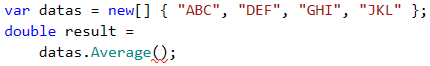 var datas = new[] { "ABC", "DEF", "GHI", "JKL" };
double result =
    datas.Average();